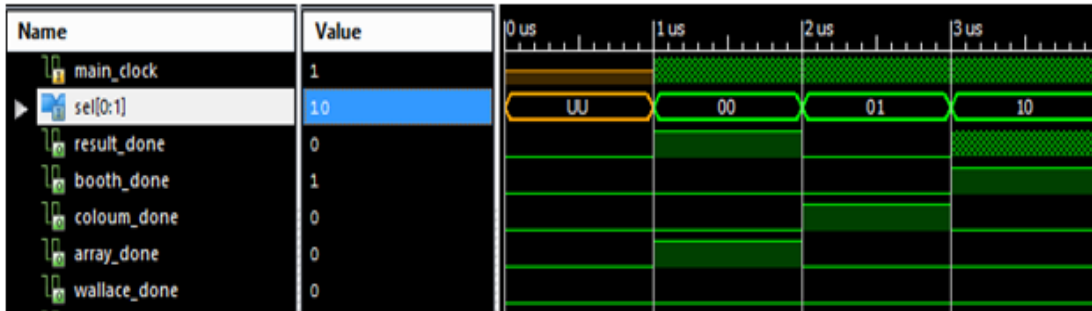 Name Value 0 us 1 us 2 us 3 us
main_clock 1
sel[0:1] 10 UU 00 01 10
result_done 0
booth_done 1
coloum_done 0
array_done 0
wallace_done 0